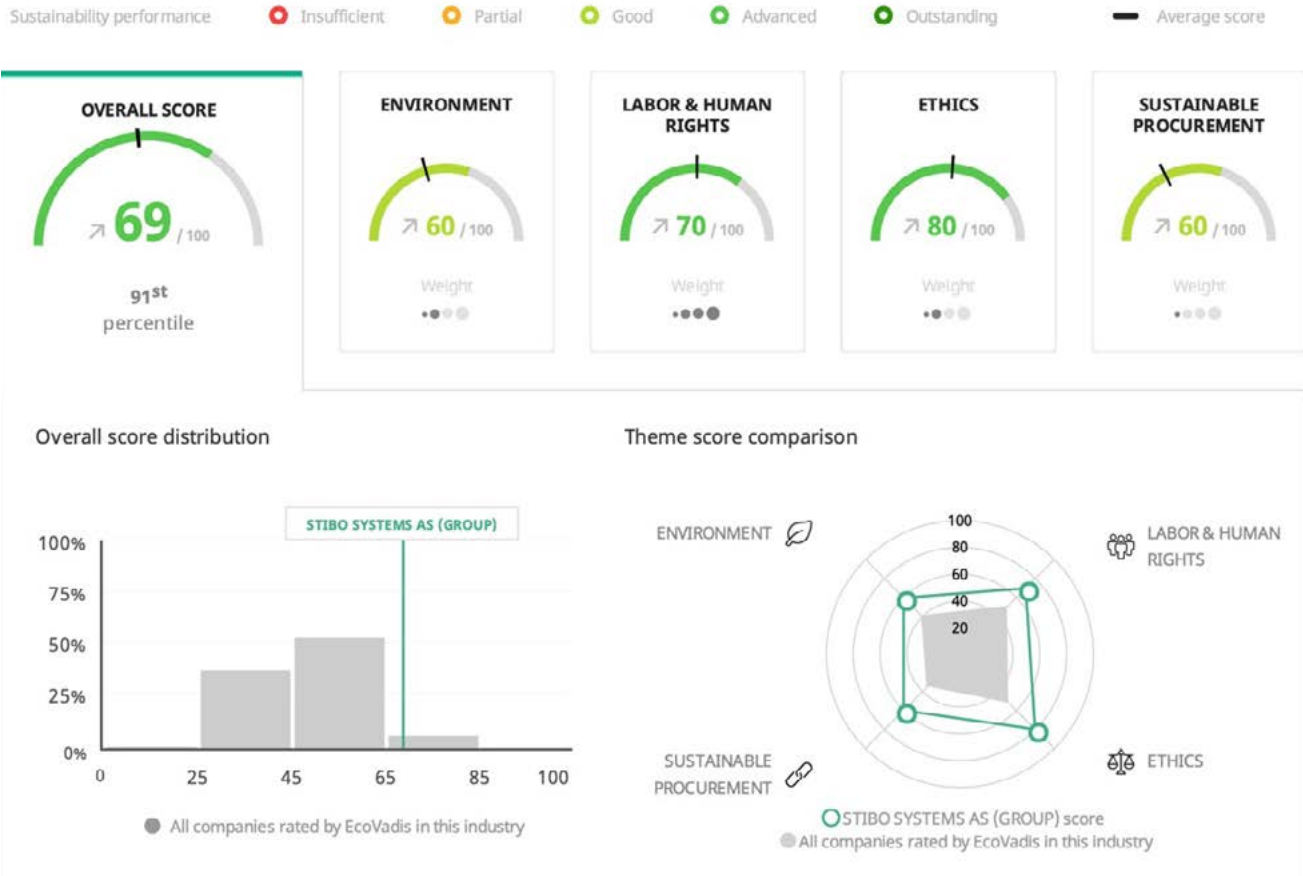 Sustainability performance
Insufficient
Partial
Good
Advanced
Outstanding
Average score
OVERALL SCORE
69 / 100
91st
percentile
ENVIRONMENT
60 / 100
Weight
LABOR & HUMAN
RIGHTS
70 / 100
Weight
ETHICS
80 / 100
Weight
SUSTAINABLE
PROCUREMENT
60 / 100
Weight
Overall score distribution
STIBO SYSTEMS AS (GROUP)
100%
75%
50%
25%
0%
0 25 45 65 85 100
All companies rated by EcoVadis in this industry
Theme score comparison
ENVIRONMENT
LABOR & HUMAN
RIGHTS
100
80
60
40
20
SUSTAINABLE
PROCUREMENT
ETHICS
STIBO SYSTEMS AS (GROUP) score
All companies rated by EcoVadis in this industry